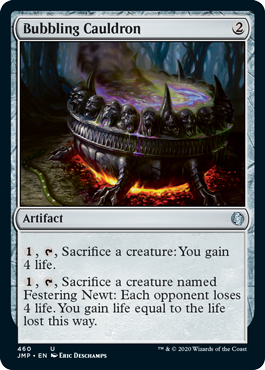 Bubbling Cauldron 2
Artifact
1, T, Sacrifice a creature: You gain
4 life.
1, T, Sacrifice a creature named
Festering Newt: Each opponent loses
4 life. You gain life equal to the life
lost this way.
460 U
JMP • EN Eric Deschamps
™ & © 2020 Wizards of the Coast